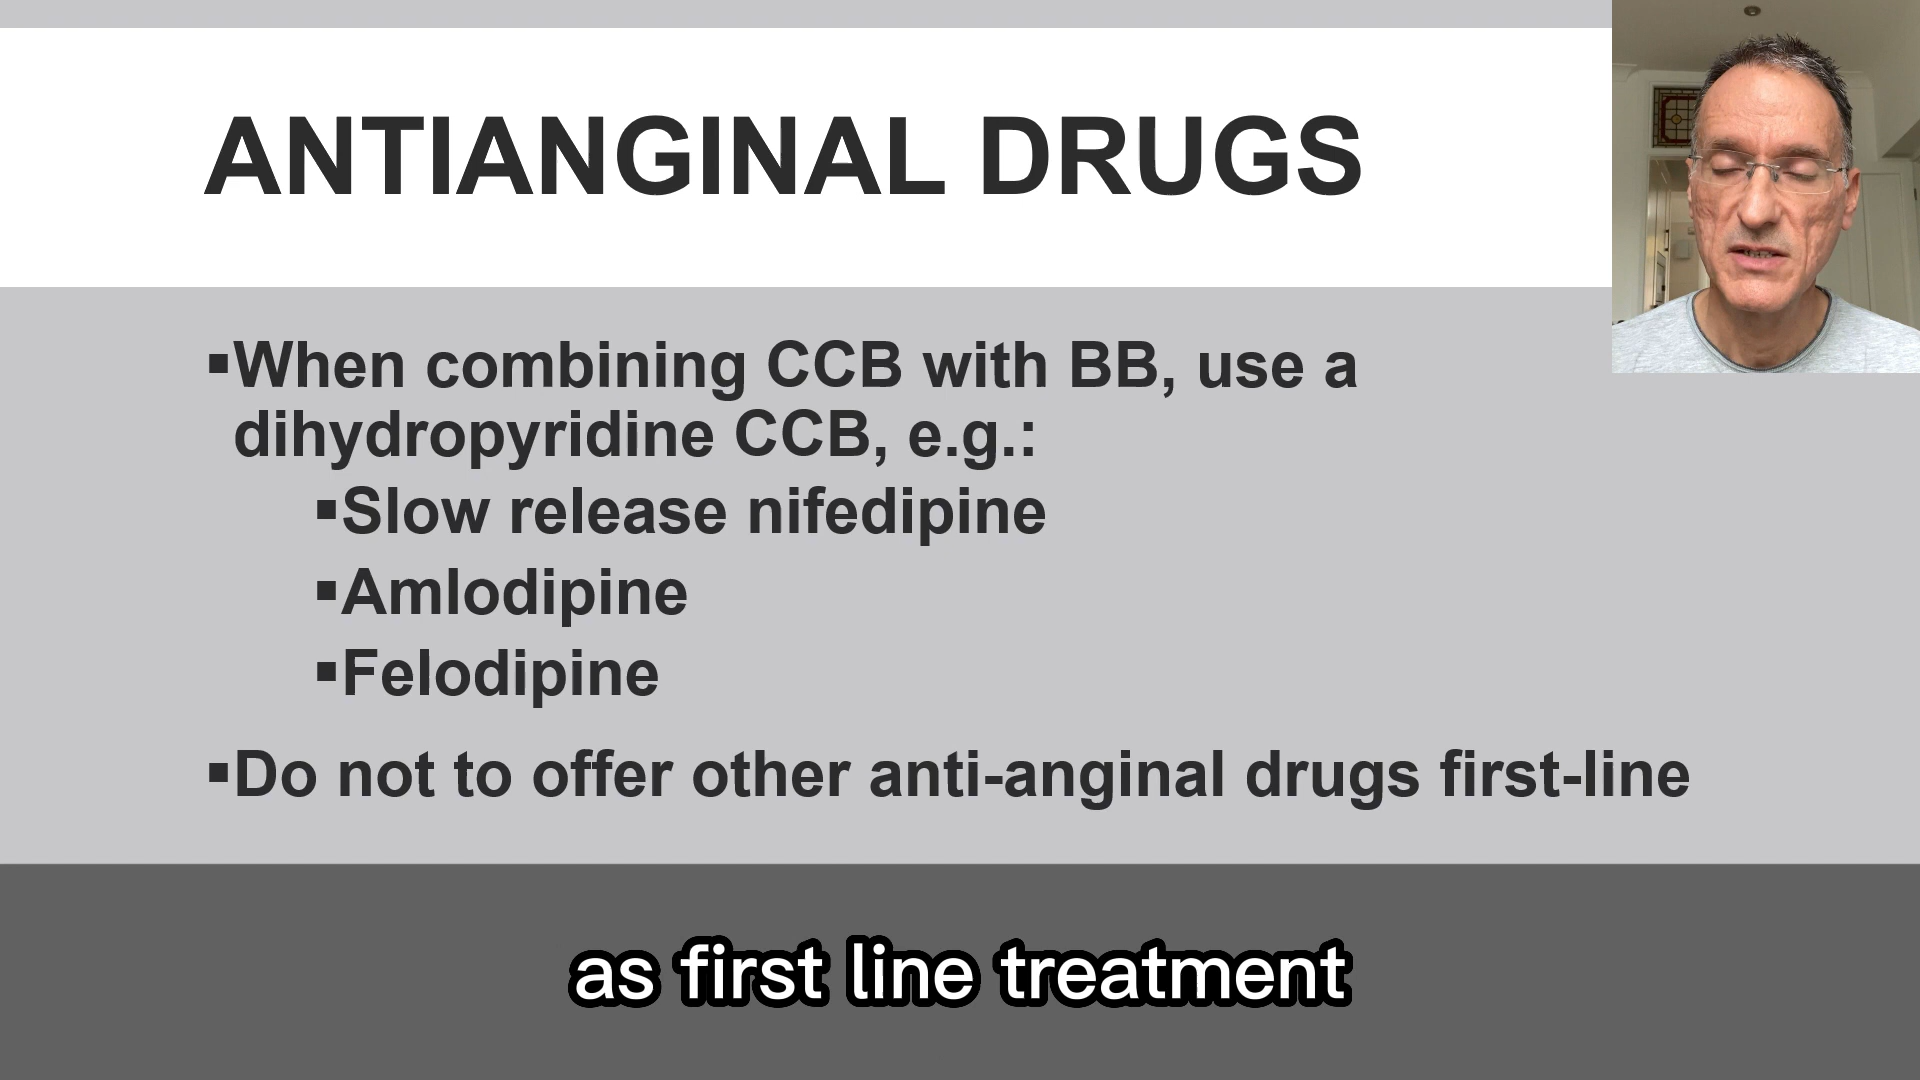 ANTIANGINAL DRUGS
▪When combining CCB with BB, use a
dihydropyridine CCB, e.g.:
▪Slow release nifedipine
▪Amlodipine
▪Felodipine
▪Do not to offer other anti-anginal drugs first-line
as first line treatment